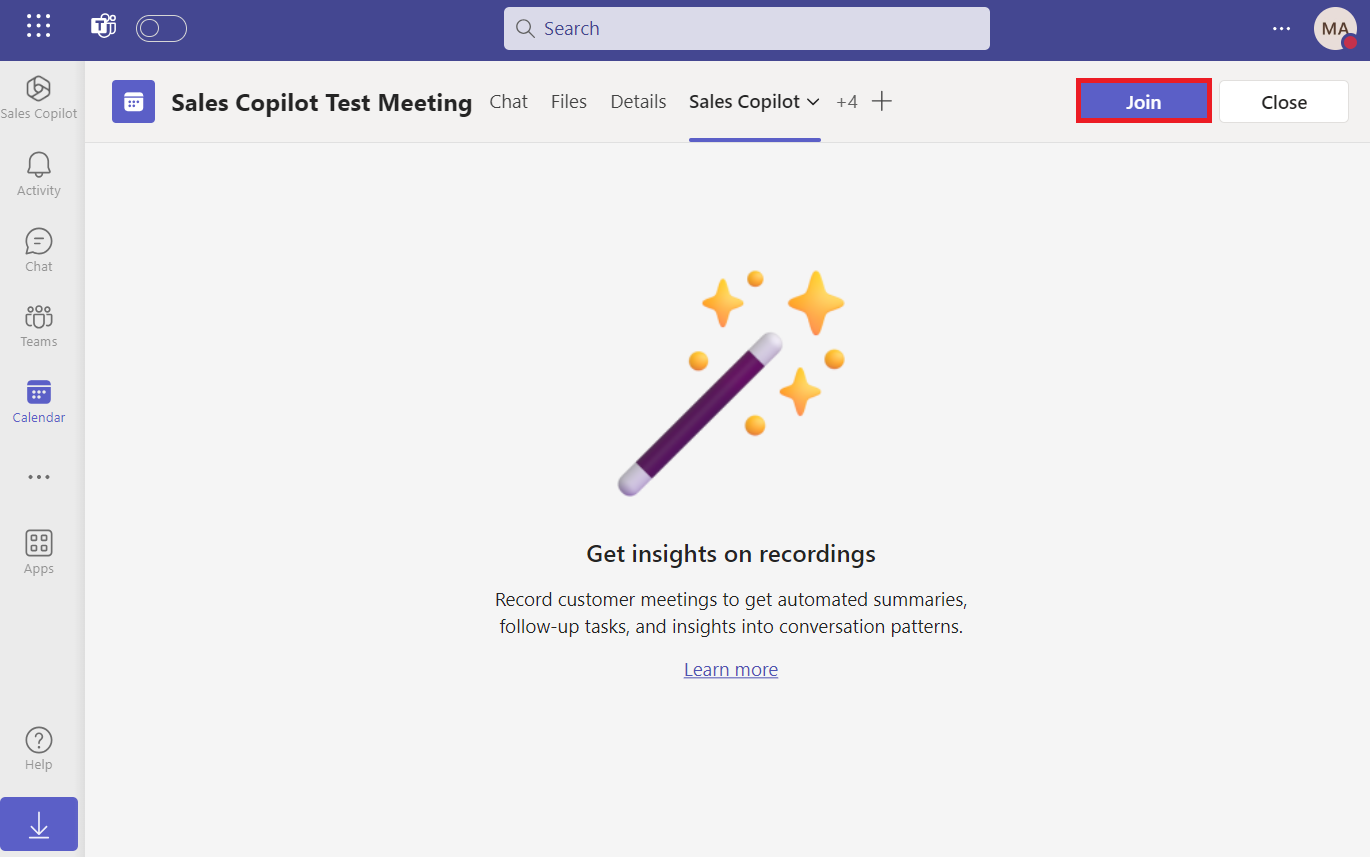 Search
MA
Sales Copilot Test Meeting
Chat
Files
Details
Sales Copilot
+4
Join
Close
Sales Copilot
Activity
Chat
Teams
Calendar
Apps
Help
Get insights on recordings
Record customer meetings to get automated summaries,
follow-up tasks, and insights into conversation patterns.
Learn more